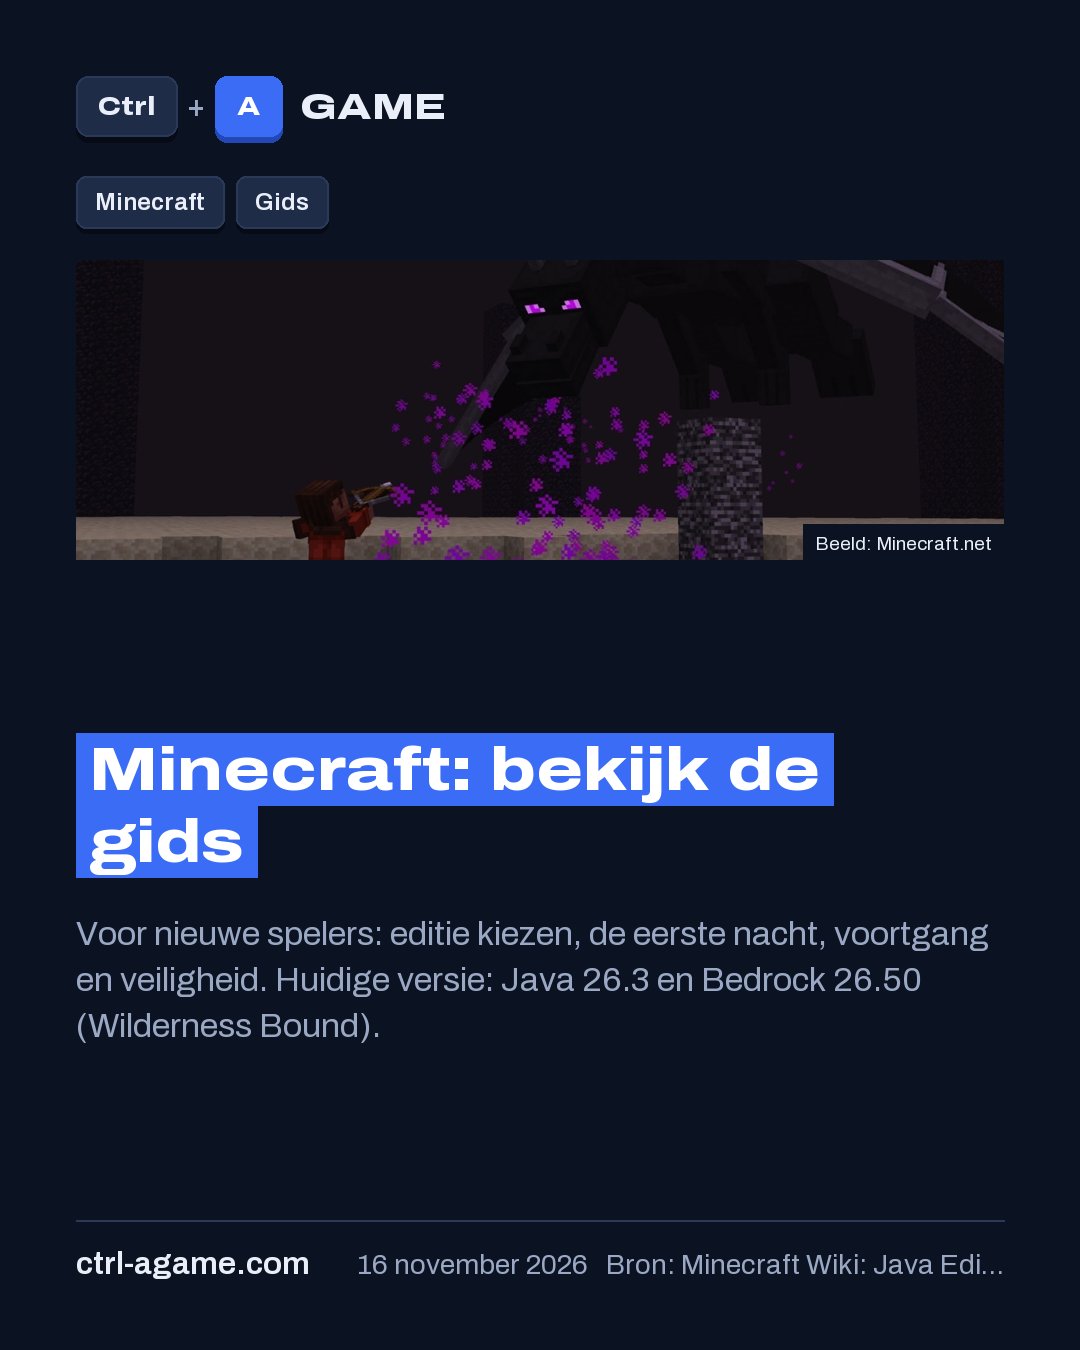 Ctrl + A GAME
Minecraft Gids
Beeld: Minecraft.net
Minecraft: bekijk de
gids
Voor nieuwe spelers: editie kiezen, de eerste nacht, voortgang
en veiligheid. Huidige versie: Java 26.3 en Bedrock 26.50
(Wilderness Bound).
ctrl-agame.com 16 november 2026 Bron: Minecraft Wiki: Java Edi...